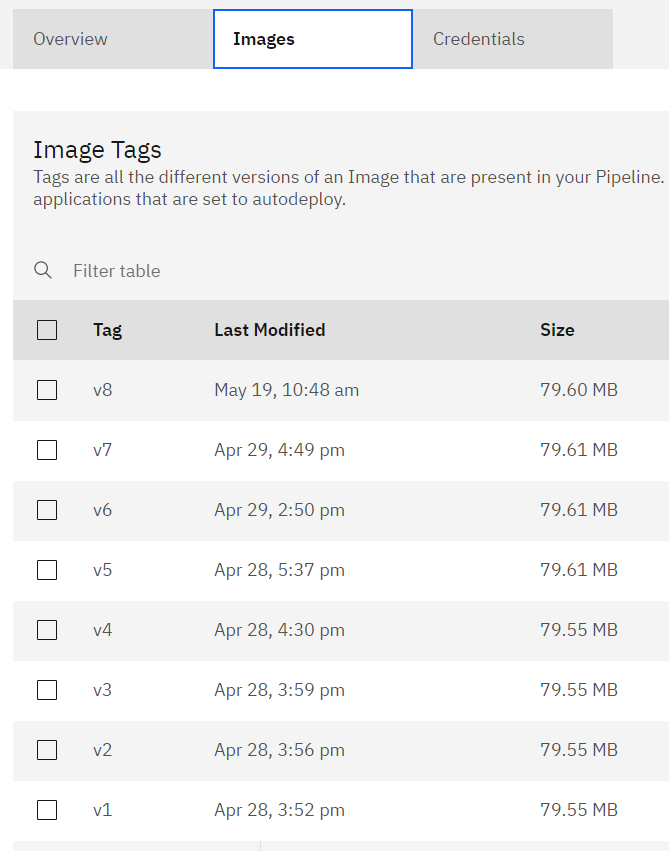 Overview Images Credentials
Image Tags
Tags are all the different versions of an Image that are present in your Pipeline.
applications that are set to autodeploy.
Filter table
Tag Last Modified Size
v8 May 19, 10:48 am 79.60 MB
v7 Apr 29, 4:49 pm 79.61 MB
v6 Apr 29, 2:50 pm 79.61 MB
v5 Apr 28, 5:37 pm 79.61 MB
v4 Apr 28, 4:30 pm 79.55 MB
v3 Apr 28, 3:59 pm 79.55 MB
v2 Apr 28, 3:56 pm 79.55 MB
v1 Apr 28, 3:52 pm 79.55 MB